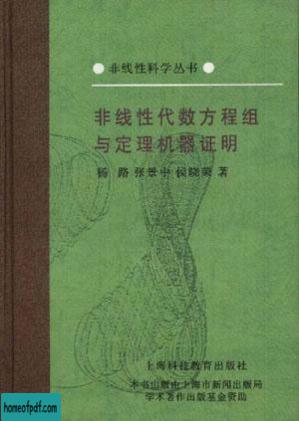 ●非线性科学丛书●
非线性代数方程组
与定理机器证明
杨 路 张景中 侯晓荣 著
上海科技教育出版社
本书出版由上海市新闻出版局
学术著作出版基金资助
homeofpdf.com